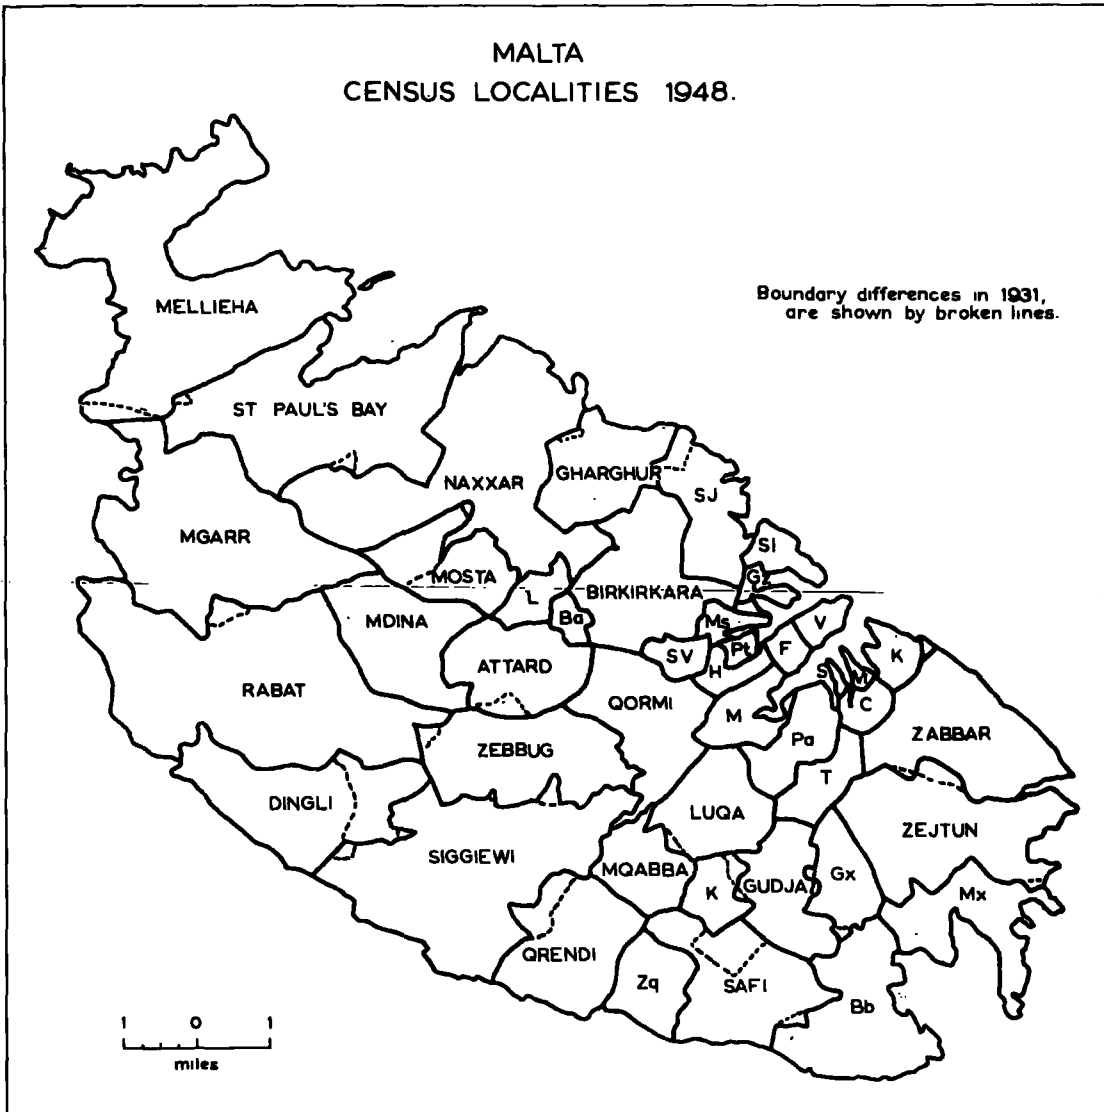 MALTA
CENSUS LOCALITIES 1948.
Boundary differences in 1931,
are shown by broken lines.
MELLIEHA
ST PAUL'S BAY
NAXXAR
GHARGHUR
SJ
MGARR
SI
MOSTA
Gz
L
BIRKIRKARA
MDINA
Ba
Ms
V
SV
Pt
F
K
H
ATTARD
S
M
RABAT
QORMI
M
C
ZEBBUG
Pa
ZABBAR
T
DINGLI
LUQA
ZEJTUN
SIGGIEWI
MQABBA
K
GUDJA
Gx
Mx
QRENDI
Zq
SAFI
Bb
1 0 1
miles